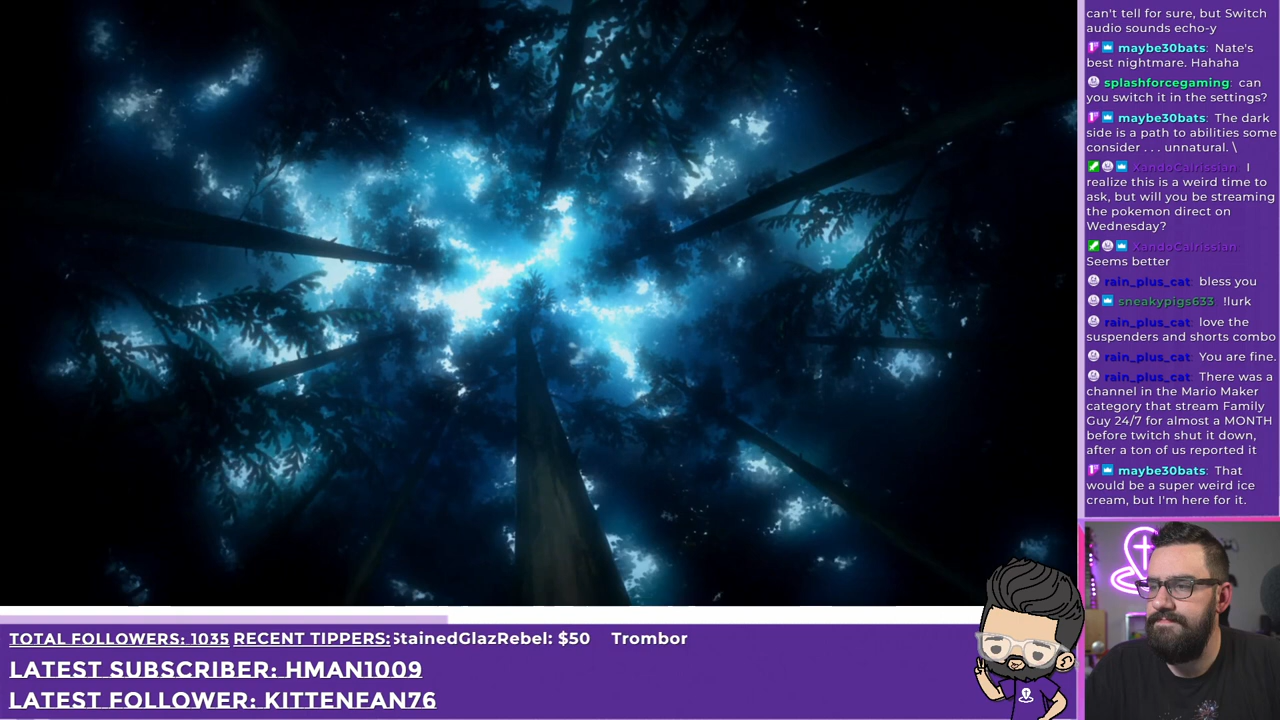 can't tell for sure, but Switch
audio sounds echo-y
maybe30bats: Nate's
best nightmare. Hahaha
splashforcegaming: can
you switch it in the settings?
maybe30bats: The dark
side is a path to abilities some
consider . . . unnatural. \
XandoCalrissian: I
realize this is a weird time to
ask, but will you be streaming
the pokemon direct on
Wednesday?
XandoCalrissian:
Seems better
rain_plus_cat: bless you
sneakypigs633 !lurk
rain_plus_cat: love the
suspenders and shorts combo
rain_plus_cat: You are fine.
rain_plus_cat: There was a
channel in the Mario Maker
category that stream Family
Guy 24/7 for almost a MONTH
before twitch shut it down,
after a ton of us reported it
maybe30bats: That
would be a super weird ice
cream, but I'm here for it.
TOTAL FOLLOWERS: 1035 RECENT TIPPERS: StainedGlazRebel: $50 Trombor
LATEST SUBSCRIBER: HMAN1009
LATEST FOLLOWER: KITTENFAN76